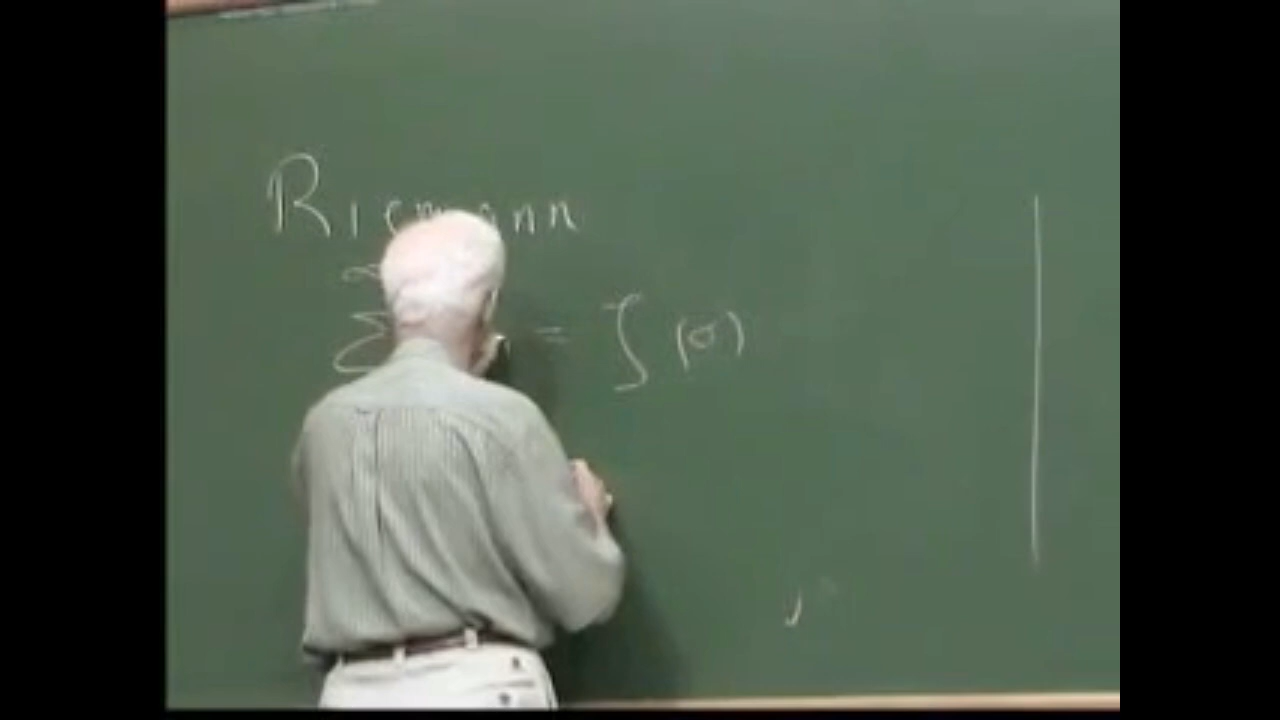 Riemann
∞
Σ = ζ(σ)